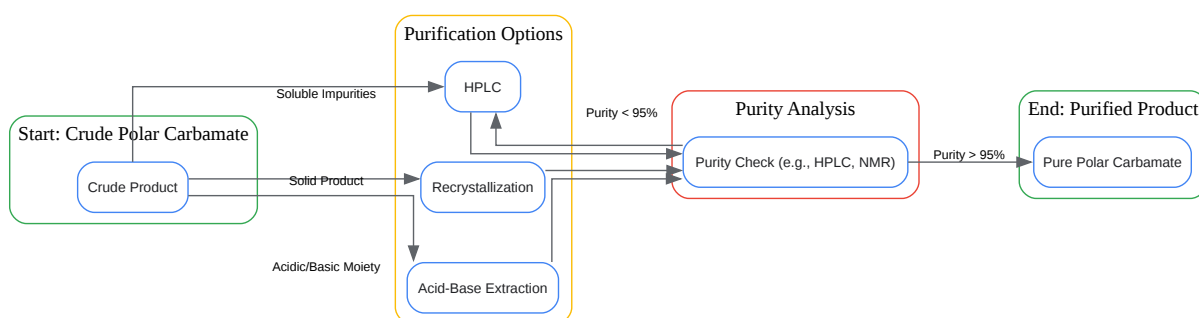 Purification Options
HPLC
Soluble Impurities
Purity < 95%
Purity Analysis
End: Purified Product
Start: Crude Polar Carbamate
Purity Check (e.g., HPLC, NMR)
Purity > 95%
Pure Polar Carbamate
Crude Product
Solid Product
Recrystallization
Acidic/Basic Moiety
Acid-Base Extraction